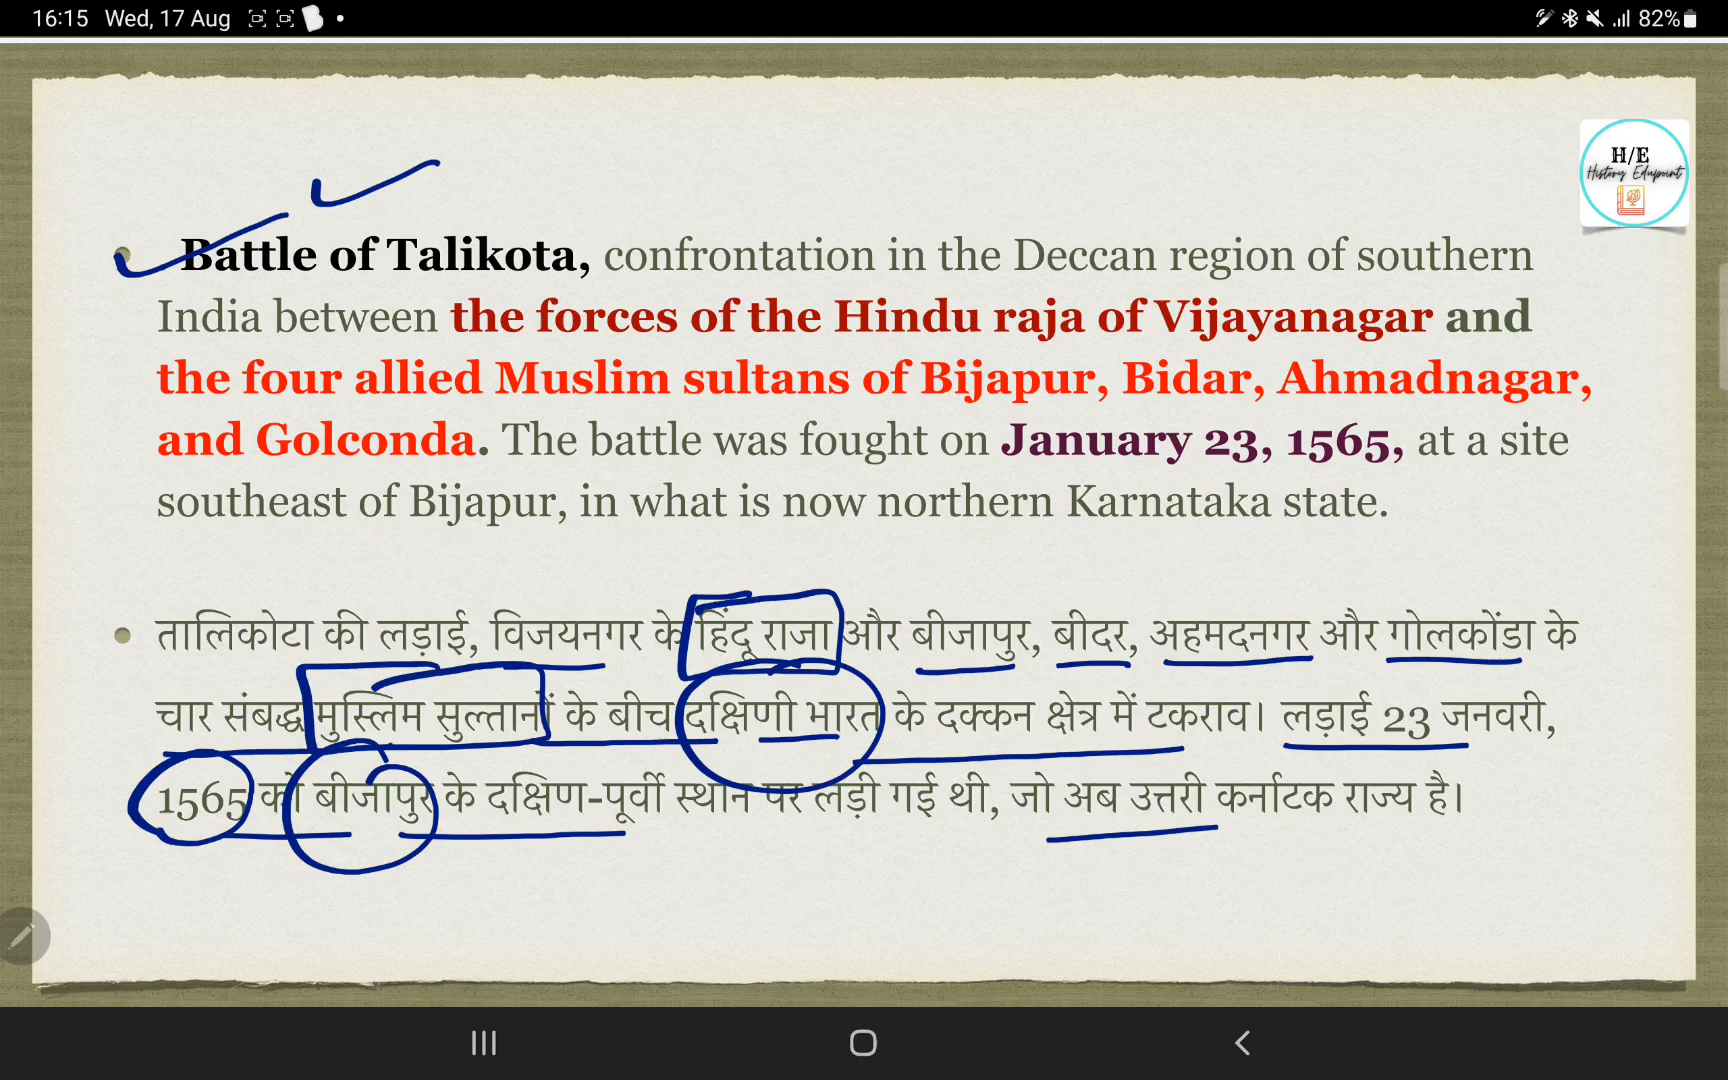 16:15 Wed, 17 Aug
82%
H/E
History Edupoint
Battle of Talikota, confrontation in the Deccan region of southern
India between the forces of the Hindu raja of Vijayanagar and
the four allied Muslim sultans of Bijapur, Bidar, Ahmadnagar,
and Golconda. The battle was fought on January 23, 1565, at a site
southeast of Bijapur, in what is now northern Karnataka state.
तालिकोटा की लड़ाई, विजयनगर के हिंदू राजा और बीजापुर, बीदर, अहमदनगर और गोलकोंडा के
चार संबद्ध मुस्लिम सुल्तानों के बीच दक्षिणी भारत के दक्कन क्षेत्र में टकराव। लड़ाई 23 जनवरी,
1565 को बीजापुर के दक्षिण-पूर्वी स्थान पर लड़ी गई थी, जो अब उत्तरी कर्नाटक राज्य है।